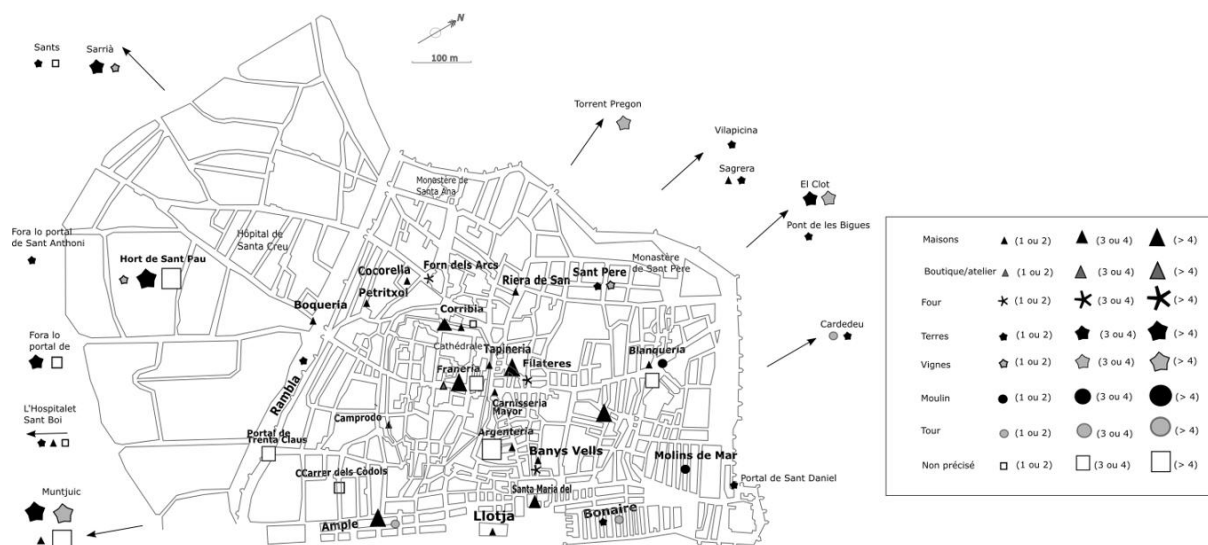 N
100 m
Sants
Sarrià
Torrent Pregon
Vilapicina
Sagrera
El Clot
Pont de les Bigues
Monastère de
Santa Ana
Fora lo portal
de Sant Anthoni
Hôpital de
Santa Creu
Hort de Sant Pau
Cocorella
Forn dels Arcs
Petritxol
Riera de San
Sant Pere
Monastère
de Sant Pere
Boqueria
Corribia
Cardedeu
Fora lo
portal de
Cathédrale
Tapineria
Filateres
Blanqueria
Franeria
Rambla
Carnisseria
Mayor
L'Hospitalet
Sant Boi
Camprodo
Portal de
Trenta Claus
Argenteria
Banys Vells
Molins de Mar
CCarrer dels Codols
Portal de Sant Daniel
Santa Maria del
Muntjuic
Ample
Llotja
Bonaire
Maisons (1 ou 2) (3 ou 4) (> 4)
Boutique/atelier (1 ou 2) (3 ou 4) (> 4)
Four (1 ou 2) (3 ou 4) (> 4)
Terres (1 ou 2) (3 ou 4) (> 4)
Vignes (1 ou 2) (3 ou 4) (> 4)
Moulin (1 ou 2) (3 ou 4) (> 4)
Tour (1 ou 2) (3 ou 4) (> 4)
Non précisé (1 ou 2) (3 ou 4) (> 4)